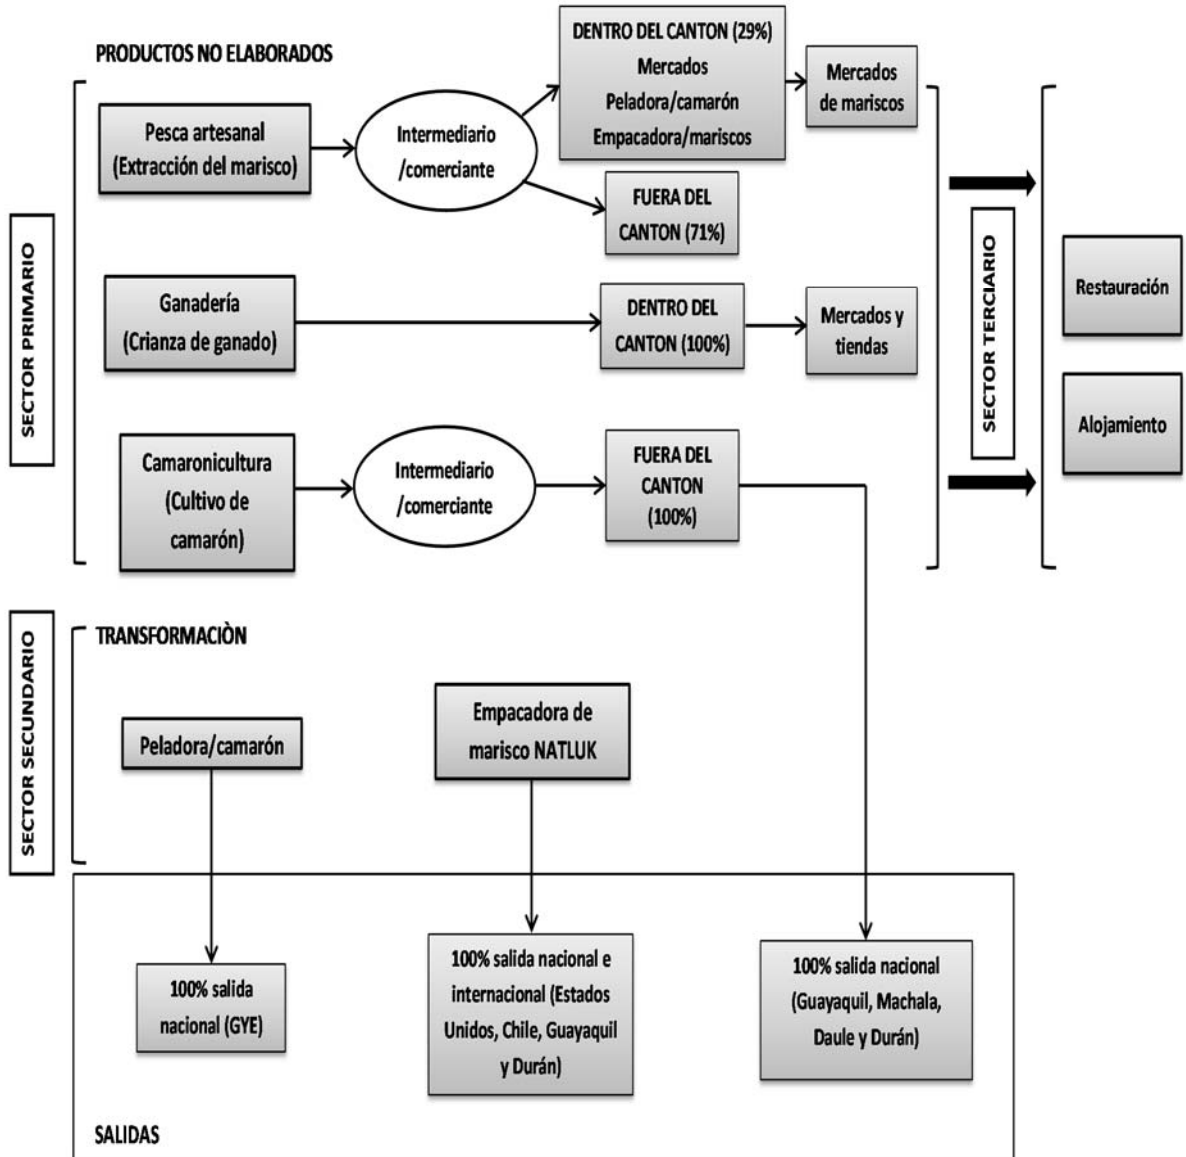 PRODUCTOS NO ELABORADOS
SECTOR PRIMARIO
Pesca artesanal
(Extracción del marisco)
Intermediario
/comerciante
DENTRO DEL CANTON (29%)
Mercados
Peladora/camarón
Empacadora/mariscos
Mercados
de mariscos
FUERA DEL
CANTON (71%)
Ganadería
(Crianza de ganado)
DENTRO DEL
CANTON (100%)
Mercados y
tiendas
Camaronicultura
(Cultivo de
camarón)
Intermediario
/comerciante
FUERA DEL
CANTON
(100%)
SECTOR TERCIARIO
Restauración
Alojamiento
SECTOR SECUNDARIO
TRANSFORMACIÒN
Peladora/camarón
Empacadora de
marisco NATLUK
100% salida
nacional (GYE)
100% salida nacional e
internacional (Estados
Unidos, Chile, Guayaquil
y Durán)
100% salida nacional
(Guayaquil, Machala,
Daule y Durán)
SALIDAS